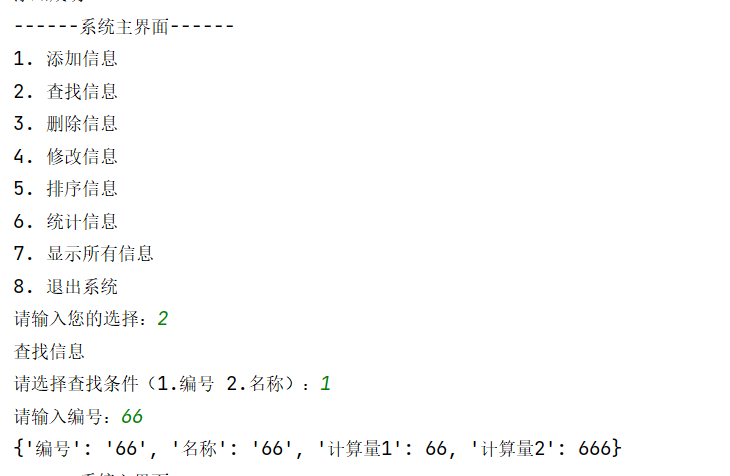 ------系统主界面------
1. 添加信息
2. 查找信息
3. 删除信息
4. 修改信息
5. 排序信息
6. 统计信息
7. 显示所有信息
8. 退出系统
请输入您的选择：2
查找信息
请选择查找条件（1.编号 2.名称）：1
请输入编号：66
{'编号': '66', '名称': '66', '计算量1': 66, '计算量2': 666}